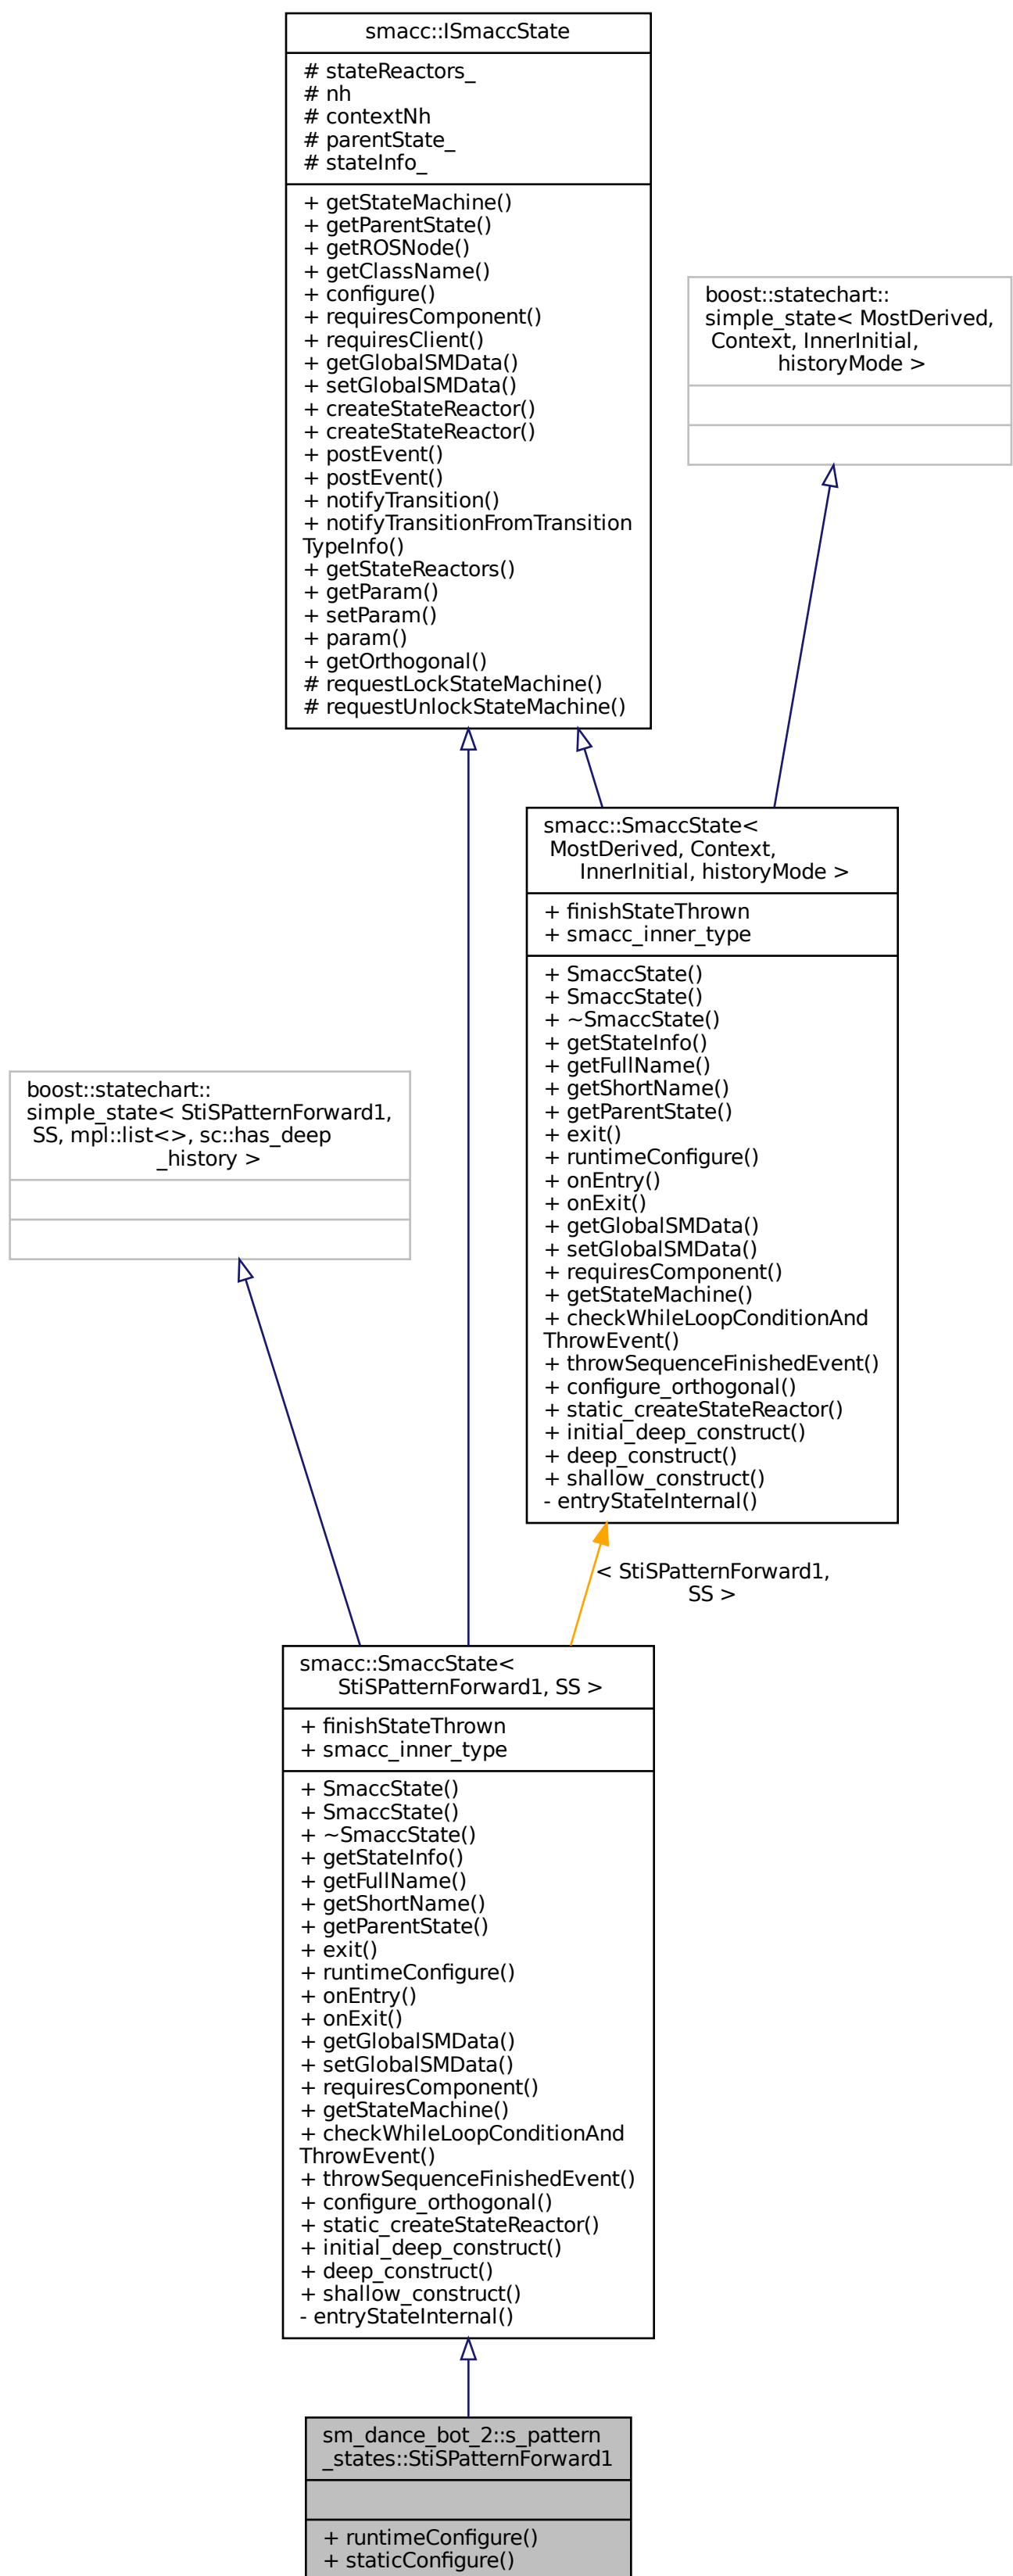 smacc::ISmaccState
# stateReactors_
# nh
# contextNh
# parentState_
# stateInfo_
+ getStateMachine()
+ getParentState()
+ getROSNode()
+ getClassName()
+ configure()
+ requiresComponent()
+ requiresClient()
+ getGlobalSMData()
+ setGlobalSMData()
+ createStateReactor()
+ createStateReactor()
+ postEvent()
+ postEvent()
+ notifyTransition()
+ notifyTransitionFromTransition
TypeInfo()
+ getStateReactors()
+ getParam()
+ setParam()
+ param()
+ getOrthogonal()
# requestLockStateMachine()
# requestUnlockStateMachine()
boost::statechart::
simple_state< MostDerived,
Context, InnerInitial,
historyMode >
smacc::SmaccState<
MostDerived, Context,
InnerInitial, historyMode >
+ finishStateThrown
+ smacc_inner_type
+ SmaccState()
+ SmaccState()
+ ~SmaccState()
+ getStateInfo()
+ getFullName()
+ getShortName()
+ getParentState()
+ exit()
+ runtimeConfigure()
+ onEntry()
+ onExit()
+ getGlobalSMData()
+ setGlobalSMData()
+ requiresComponent()
+ getStateMachine()
+ checkWhileLoopConditionAnd
ThrowEvent()
+ throwSequenceFinishedEvent()
+ configure_orthogonal()
+ static_createStateReactor()
+ initial_deep_construct()
+ deep_construct()
+ shallow_construct()
- entryStateInternal()
boost::statechart::
simple_state< StiSPatternForward1,
SS, mpl::list<>, sc::has_deep
_history >
< StiSPatternForward1,
SS >
smacc::SmaccState<
StiSPatternForward1, SS >
+ finishStateThrown
+ smacc_inner_type
+ SmaccState()
+ SmaccState()
+ ~SmaccState()
+ getStateInfo()
+ getFullName()
+ getShortName()
+ getParentState()
+ exit()
+ runtimeConfigure()
+ onEntry()
+ onExit()
+ getGlobalSMData()
+ setGlobalSMData()
+ requiresComponent()
+ getStateMachine()
+ checkWhileLoopConditionAnd
ThrowEvent()
+ throwSequenceFinishedEvent()
+ configure_orthogonal()
+ static_createStateReactor()
+ initial_deep_construct()
+ deep_construct()
+ shallow_construct()
- entryStateInternal()
sm_dance_bot_2::s_pattern
_states::StiSPatternForward1
+ runtimeConfigure()
+ staticConfigure()